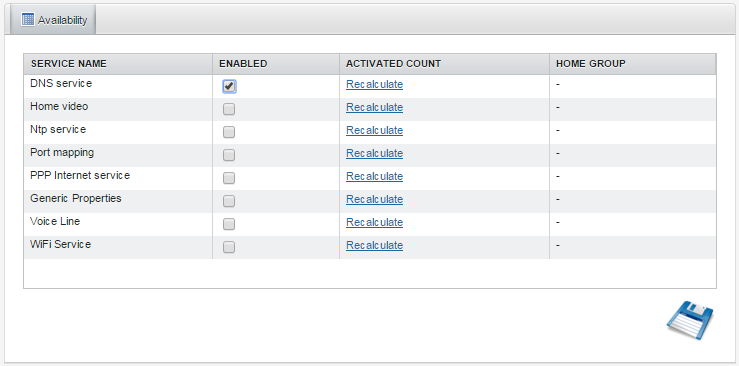 Availability
SERVICE NAME ENABLED ACTIVATED COUNT HOME GROUP
DNS service Recalculate -
Home video Recalculate -
Ntp service Recalculate -
Port mapping Recalculate -
PPP Internet service Recalculate -
Generic Properties Recalculate -
Voice Line Recalculate -
WiFi Service Recalculate -